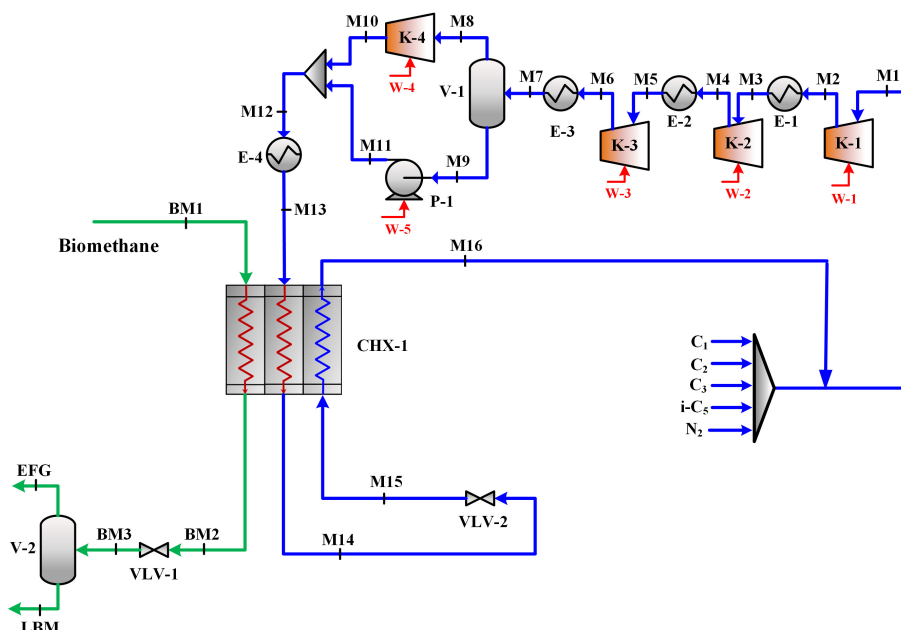 M10
K-4
M8
M7
M6
M5
M4
M3
M2
M1
W-4
V-1
E-3
K-3
E-2
K-2
E-1
K-1
M12
E-4
M11
M9
P-1
W-5
W-3
W-2
W-1
M13
BM1
Biomethane
M16
CHX-1
C₁
C₂
C₃
i-C₅
N₂
EFG
V-2
BM3
BM2
VLV-1
M15
VLV-2
M14
LBM